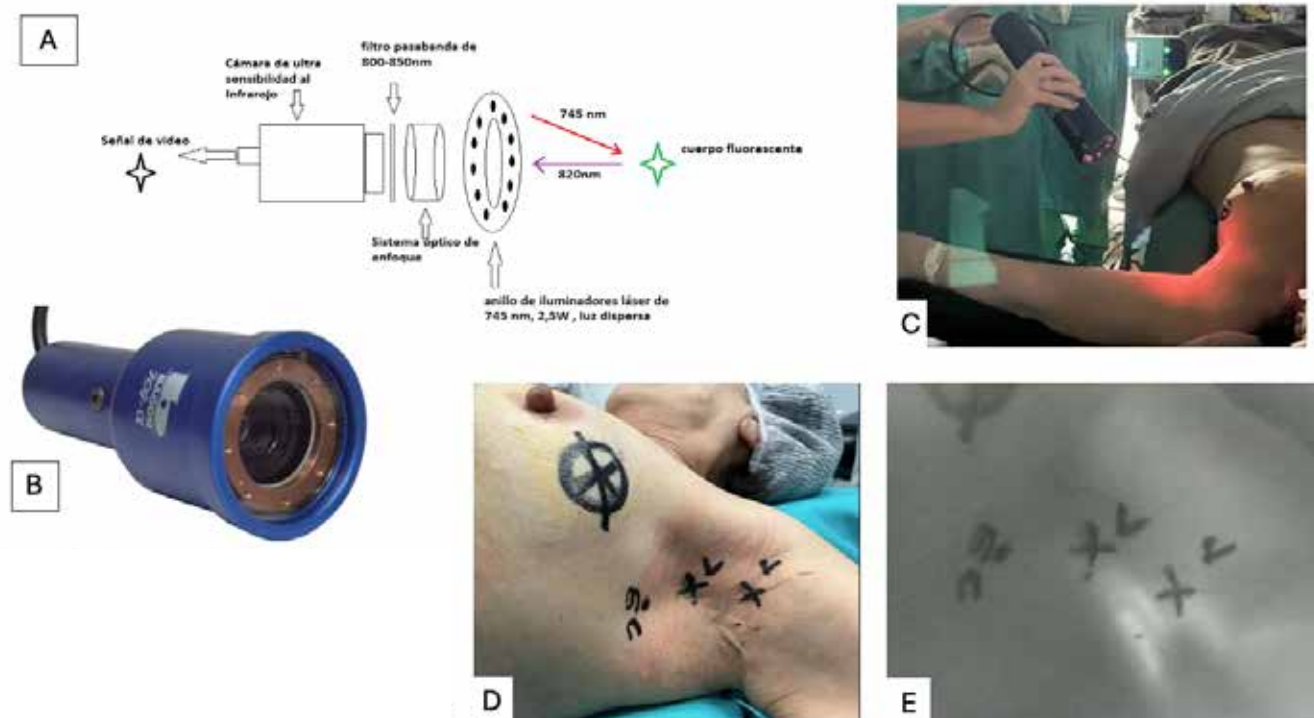 A
filtro pasabanda de
800-850nm
Cámara de ultra
sensibilidad al
Infrarojo
Señal de video
745 nm
820nm
cuerpo fluorescente
Sistema óptico de
enfoque
anillo de iluminadores láser de
745 nm, 2,5W , luz dispersa
B
C
D
E